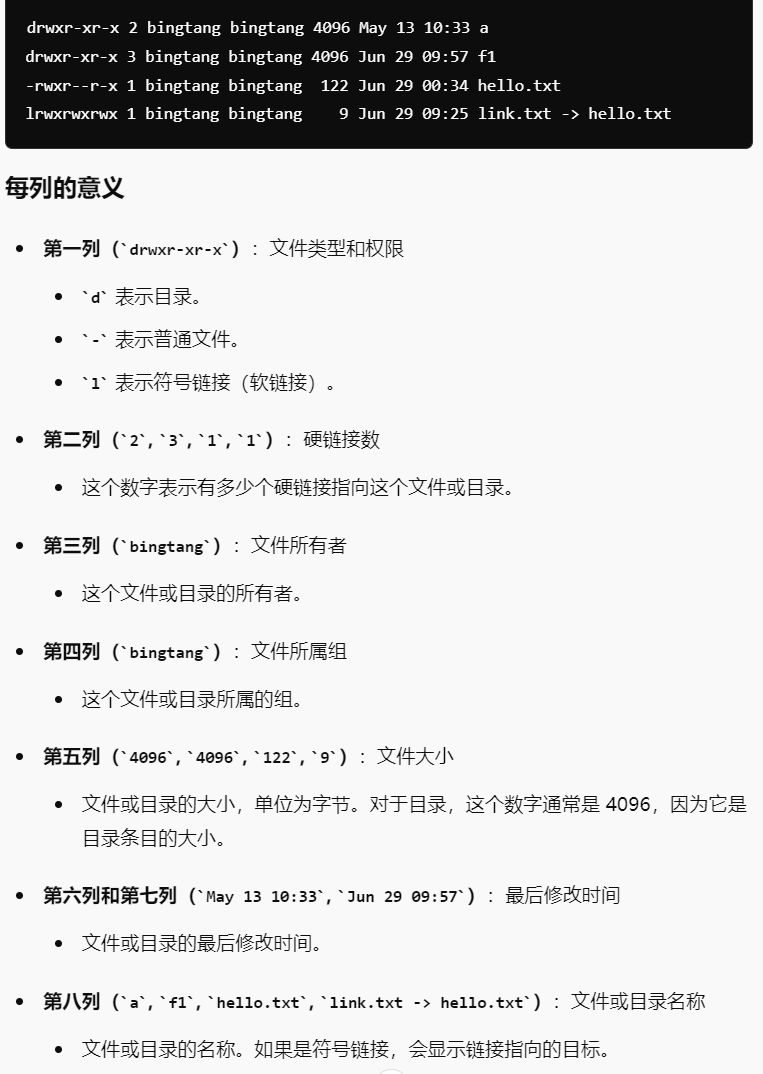 drwxr-xr-x 2 bingtang bingtang 4096 May 13 10:33 a
drwxr-xr-x 3 bingtang bingtang 4096 Jun 29 09:57 f1
-rwxr--r-x 1 bingtang bingtang  122 Jun 29 00:34 hello.txt
lrwxrwxrwx 1 bingtang bingtang    9 Jun 29 09:25 link.txt -> hello.txt
每列的意义
第一列（`drwxr-xr-x`）：文件类型和权限
`d` 表示目录。
`-` 表示普通文件。
`l` 表示符号链接（软链接）。
第二列（`2`, `3`, `1`, `1`）：硬链接数
这个数字表示有多少个硬链接指向这个文件或目录。
第三列（`bingtang`）：文件所有者
这个文件或目录的所有者。
第四列（`bingtang`）：文件所属组
这个文件或目录所属的组。
第五列（`4096`, `4096`, `122`, `9`）：文件大小
文件或目录的大小，单位为字节。对于目录，这个数字通常是 4096，因为它是
目录条目的大小。
第六列和第七列（`May 13 10:33`, `Jun 29 09:57`）：最后修改时间
文件或目录的最后修改时间。
第八列（`a`, `f1`, `hello.txt`, `link.txt -> hello.txt`）：文件或目录名称
文件或目录的名称。如果是符号链接，会显示链接指向的目标。